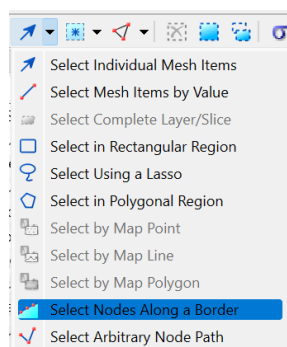 Select Individual Mesh Items
Select Mesh Items by Value
Select Complete Layer/Slice
Select in Rectangular Region
Select Using a Lasso
Select in Polygonal Region
Select by Map Point
Select by Map Line
Select by Map Polygon
Select Nodes Along a Border
Select Arbitrary Node Path